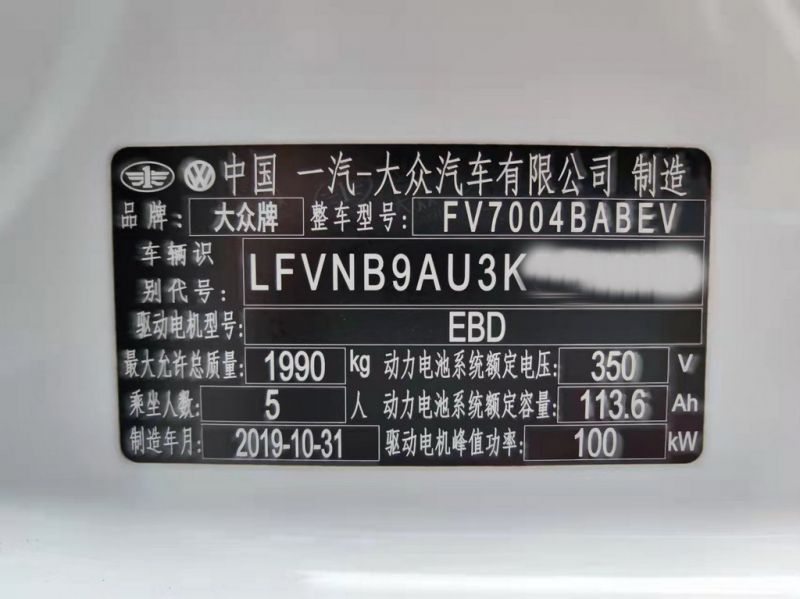 中国 一汽-大众汽车有限公司 制造
品牌: 大众牌 整车型号: FV7004BABEV
车辆识别代号: LFVNB9AU3K
驱动电机型号: EBD
最大允许总质量: 1990 kg 动力电池系统额定电压: 350 V
乘坐人数: 5 人 动力电池系统额定容量: 113.6 Ah
制造年月: 2019-10-31 驱动电机峰值功率: 100 kW